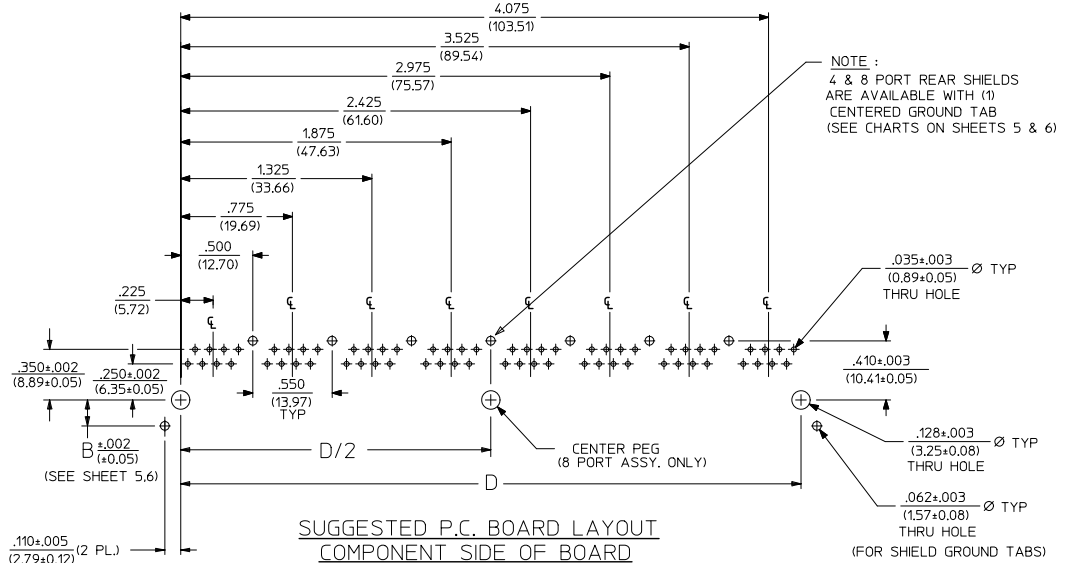 4.075
(103.51)
3.525
(89.54)
2.975
(75.57)
2.425
(61.60)
1.875
(47.63)
1.325
(33.66)
.775
(19.69)
.500
(12.70)
.225
(5.72)
NOTE :
4 & 8 PORT REAR SHIELDS
ARE AVAILABLE WITH (1)
CENTERED GROUND TAB
(SEE CHARTS ON SHEETS 5 & 6)
℄
℄
℄
℄
℄
℄
℄
℄
.035±.003
(0.89±0.05)
Ø TYP
THRU HOLE
.350±.002
(8.89±0.05)
.250±.002
(6.35±0.05)
.550
(13.97)
TYP
.410±.003
(10.41±0.05)
B ±.002
(±0.05)
(SEE SHEET 5,6)
D/2
CENTER PEG
(8 PORT ASSY. ONLY)
D
.128±.003
(3.25±0.08)
Ø TYP
THRU HOLE
.062±.003
(1.57±0.08)
Ø TYP
THRU HOLE
(FOR SHIELD GROUND TABS)
.110±.005
(2.79±0.12)
(2 PL.)
SUGGESTED P.C. BOARD LAYOUT
COMPONENT SIDE OF BOARD